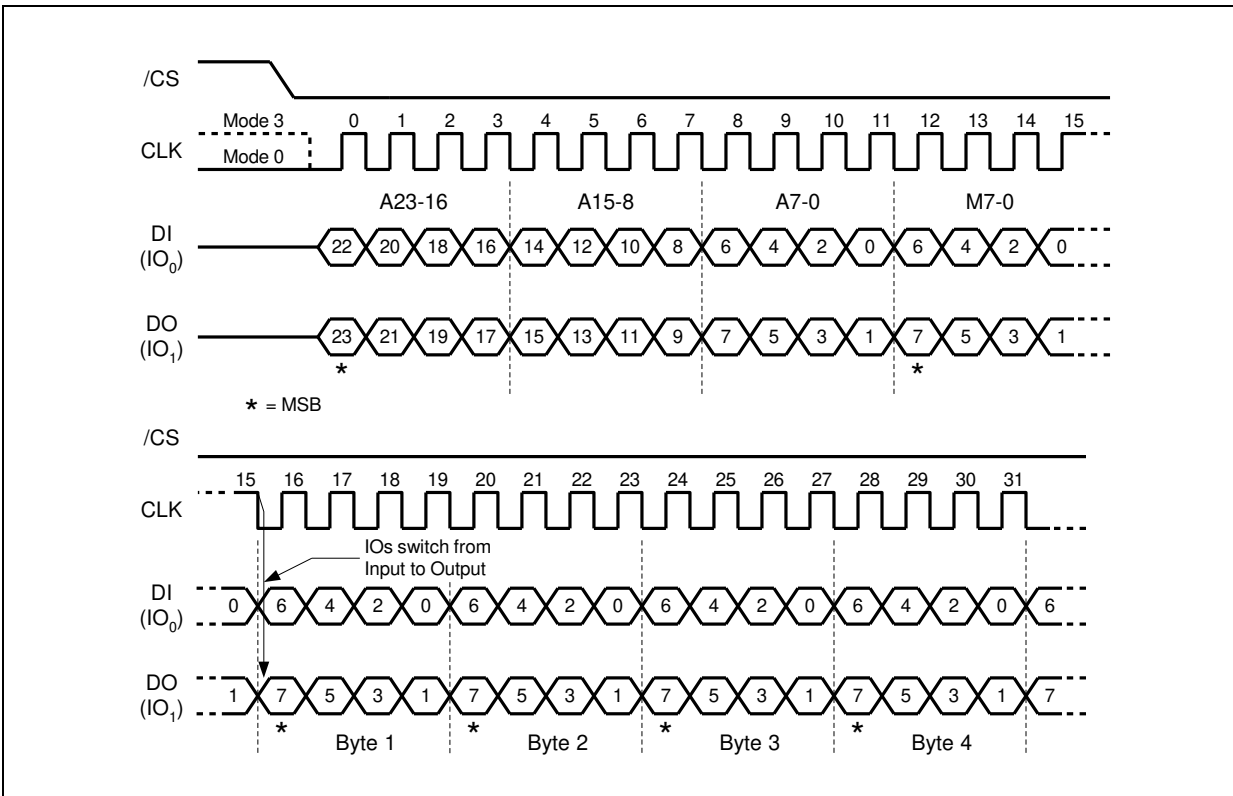 /CS
Mode 3 0 1 2 3 4 5 6 7 8 9 10 11 12 13 14 15
CLK Mode 0
A23-16 A15-8 A7-0 M7-0
DI
(IO0) 22 20 18 16 14 12 10 8 6 4 2 0 6 4 2 0
DO
(IO1) 23 21 19 17 15 13 11 9 7 5 3 1 7 5 3 1
* *
* = MSB
/CS
15 16 17 18 19 20 21 22 23 24 25 26 27 28 29 30 31
CLK
IOs switch from
Input to Output
DI
(IO0) 0 6 4 2 0 6 4 2 0 6 4 2 0 6 4 2 0 6
DO
(IO1) 1 7 5 3 1 7 5 3 1 7 5 3 1 7 5 3 1 7
* * * *
Byte 1 Byte 2 Byte 3 Byte 4